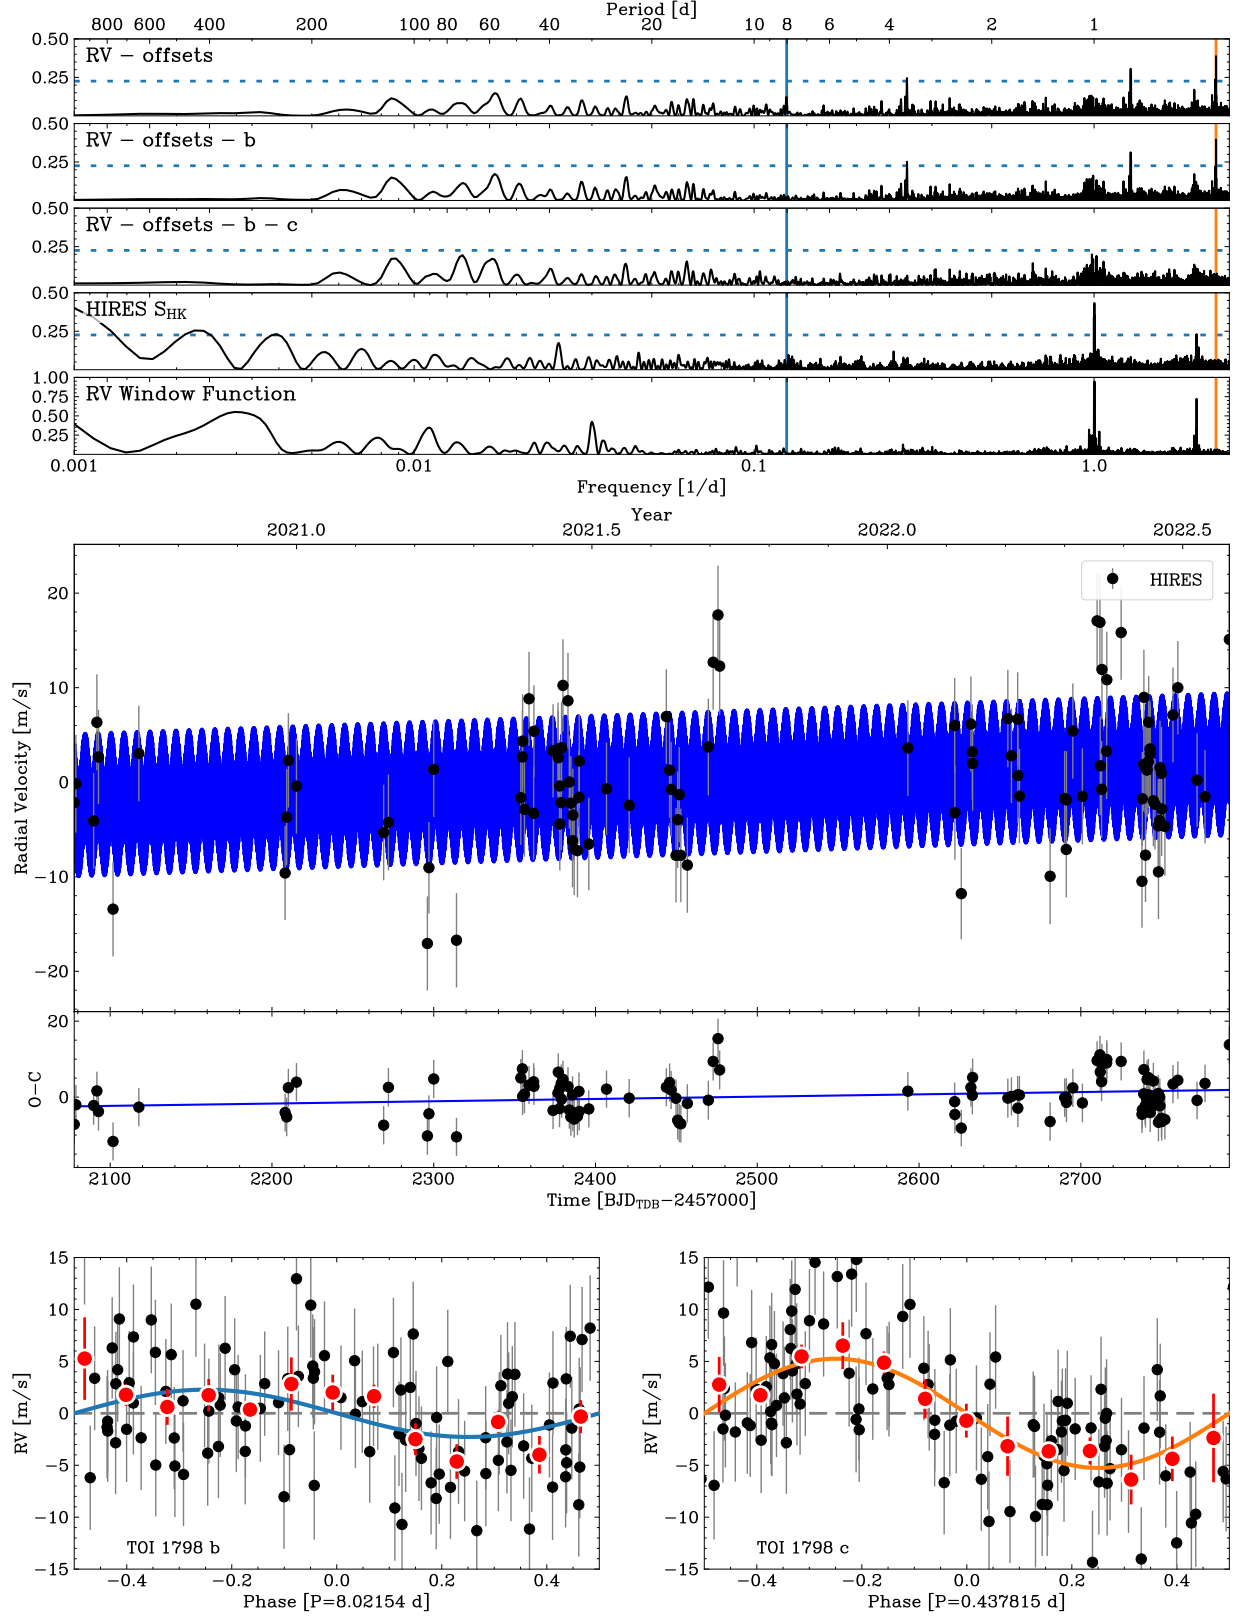 Period [d]
800 600 400 200 100 80 60 40 20 10 8 6 4 2 1
0.50
RV − offsets
0.25
0.50
RV − offsets − b
0.25
0.50
RV − offsets − b − c
0.25
0.50
HIRES S_HK
0.25
1.00
RV Window Function
0.75
0.50
0.25
0.001 0.01 0.1 1.0
Frequency [1/d]
Year
2021.0 2021.5 2022.0 2022.5
HIRES
20
10
0
−10
−20
Radial Velocity [m/s]
20
0
O−C
2100 2200 2300 2400 2500 2600 2700
Time [BJD_TDB−2457000]
15
10
5
0
−5
−10
−15
RV [m/s]
TOI 1798 b
−0.4 −0.2 0.0 0.2 0.4
Phase [P=8.02154 d]
15
10
5
0
−5
−10
−15
RV [m/s]
TOI 1798 c
−0.4 −0.2 0.0 0.2 0.4
Phase [P=0.437815 d]